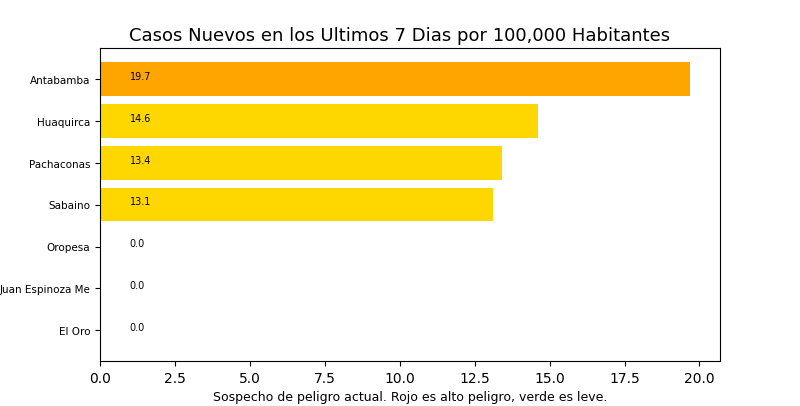 Casos Nuevos en los Ultimos 7 Dias por 100,000 Habitantes
Antabamba 19.7
Huaquirca 14.6
Pachaconas 13.4
Sabaino 13.1
Oropesa 0.0
Juan Espinoza Me 0.0
El Oro 0.0
0.0 2.5 5.0 7.5 10.0 12.5 15.0 17.5 20.0
Sospecho de peligro actual. Rojo es alto peligro, verde es leve.